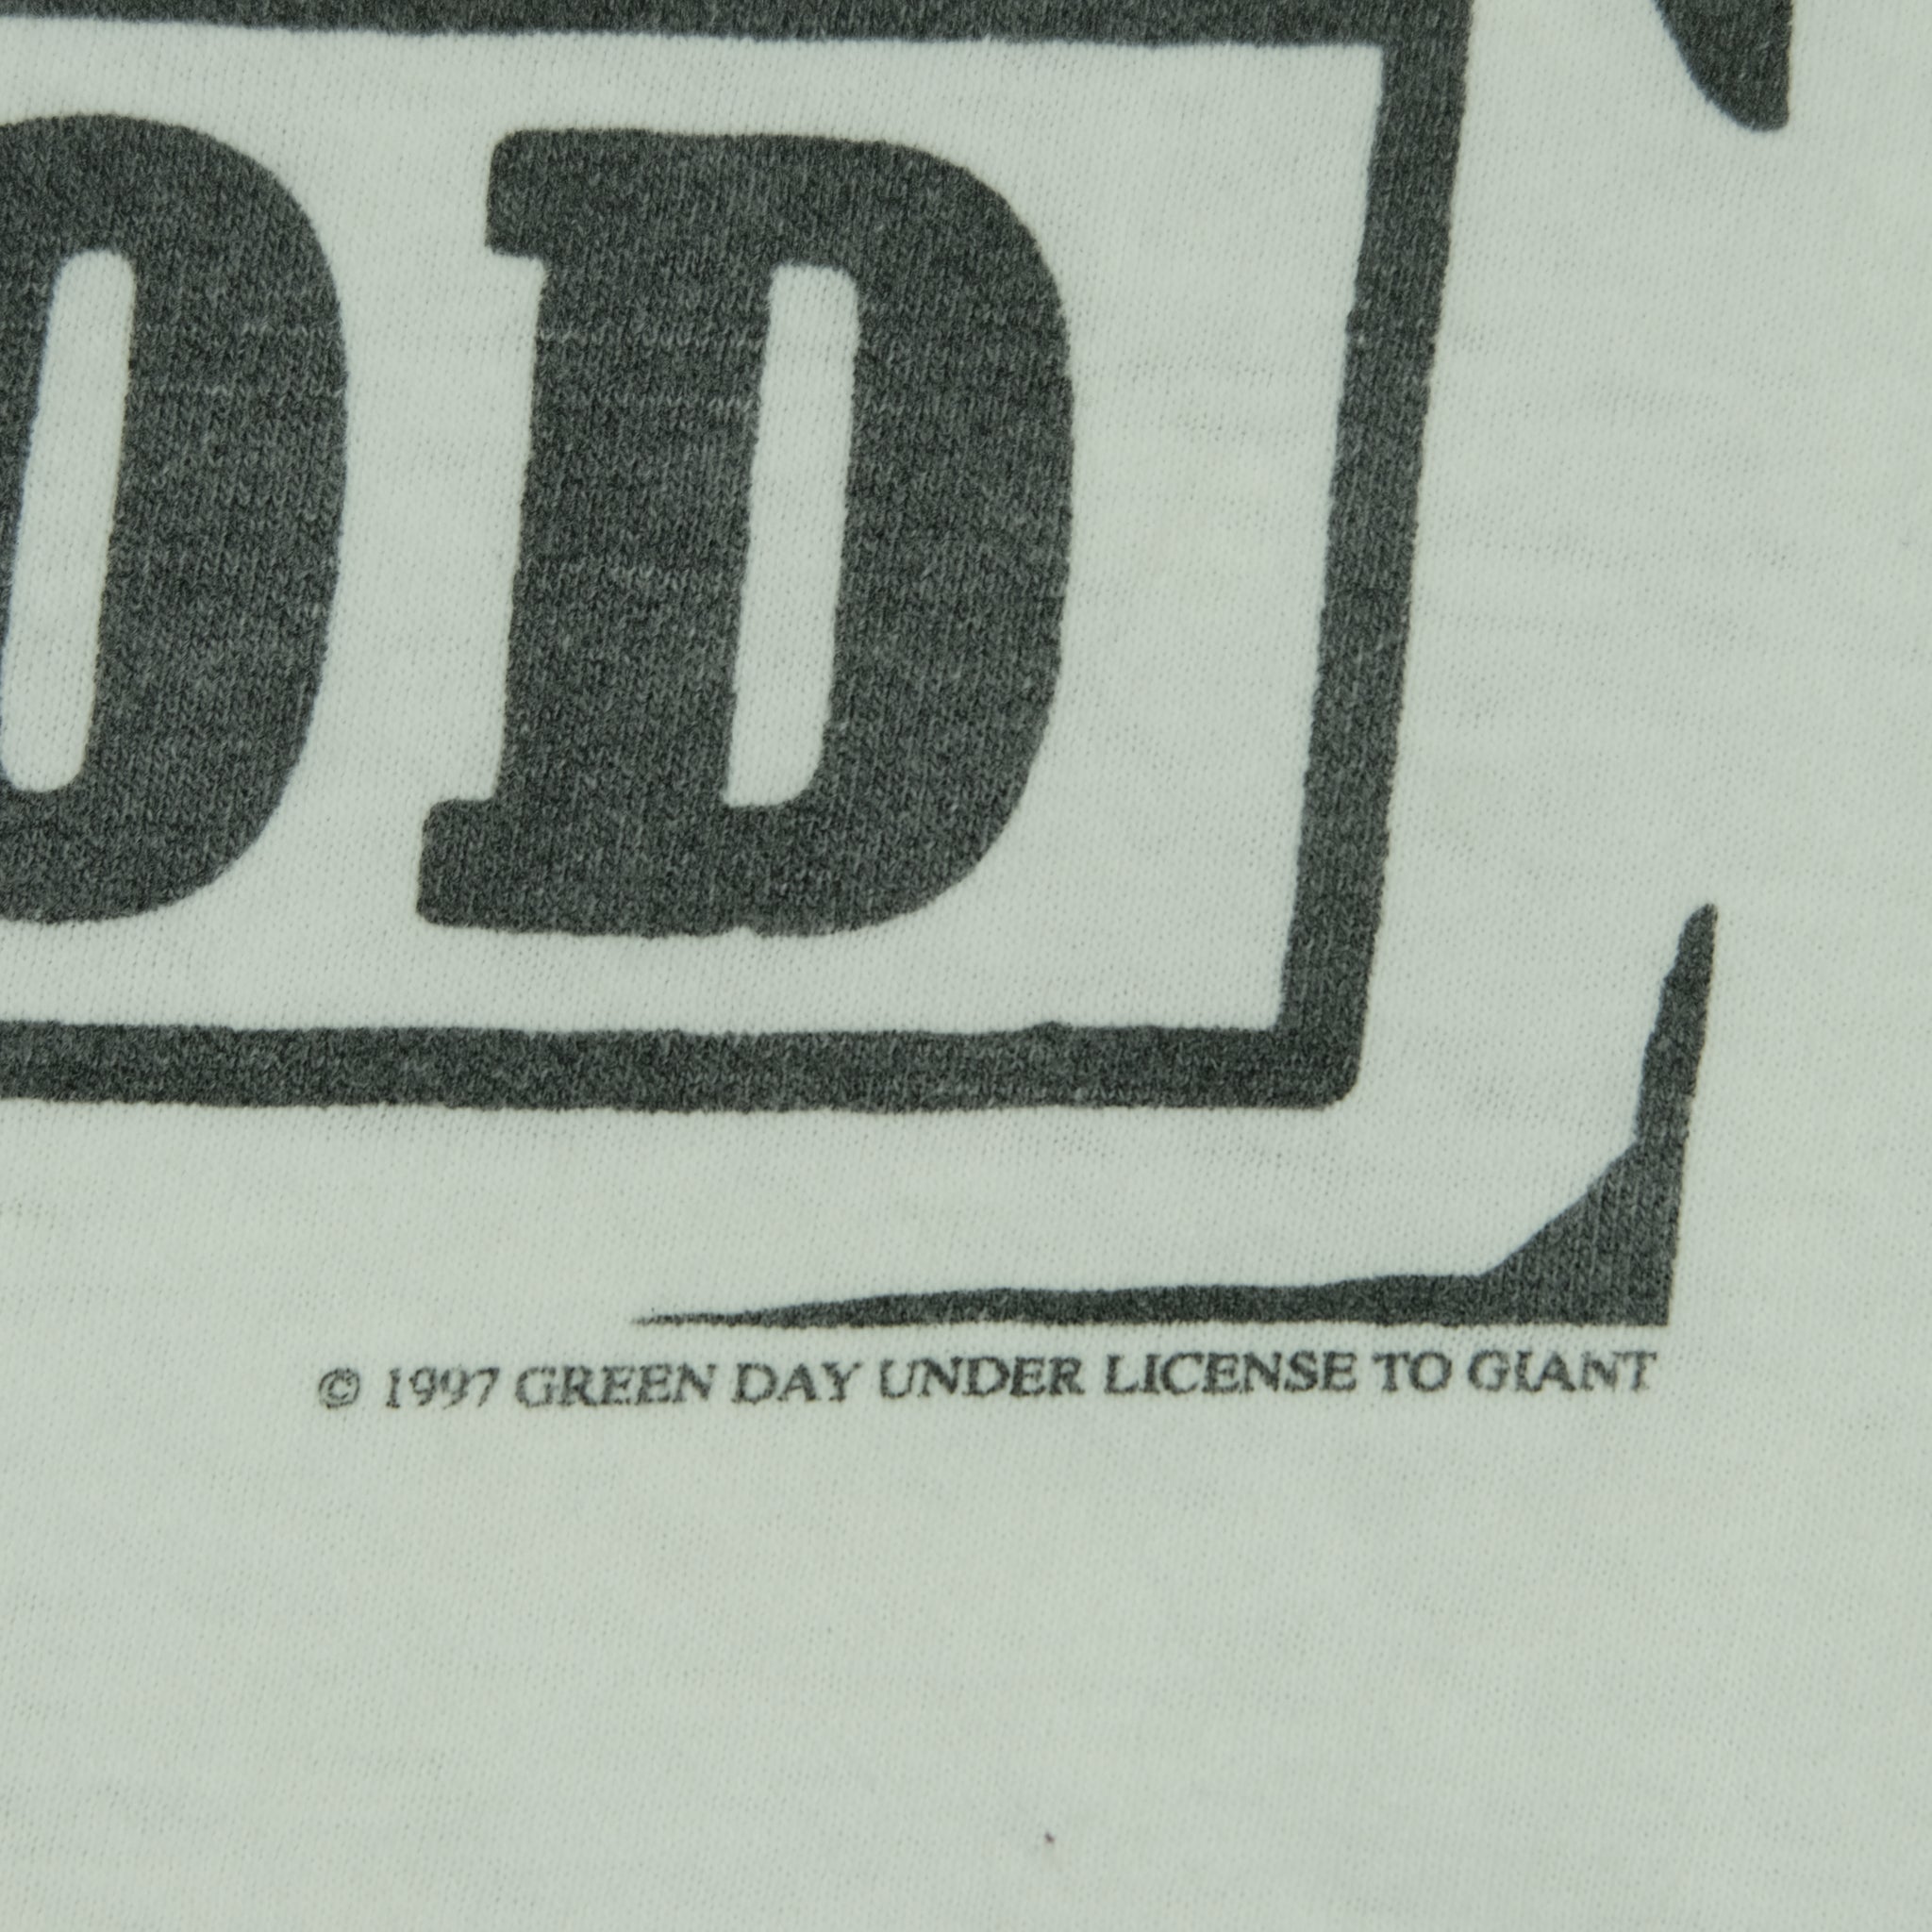 OD
© 1997 GREEN DAY UNDER LICENSE TO GIANT